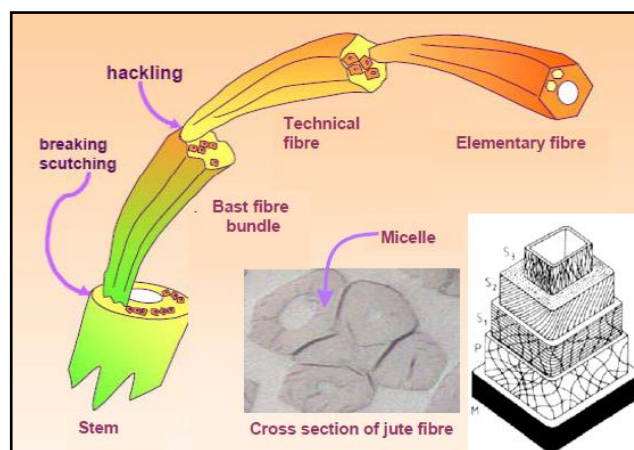 hackling
breaking
scutching
Technical
fibre
Elementary fibre
Bast fibre
bundle
Micelle
S3
S2
S1
P
M
Stem
Cross section of jute fibre